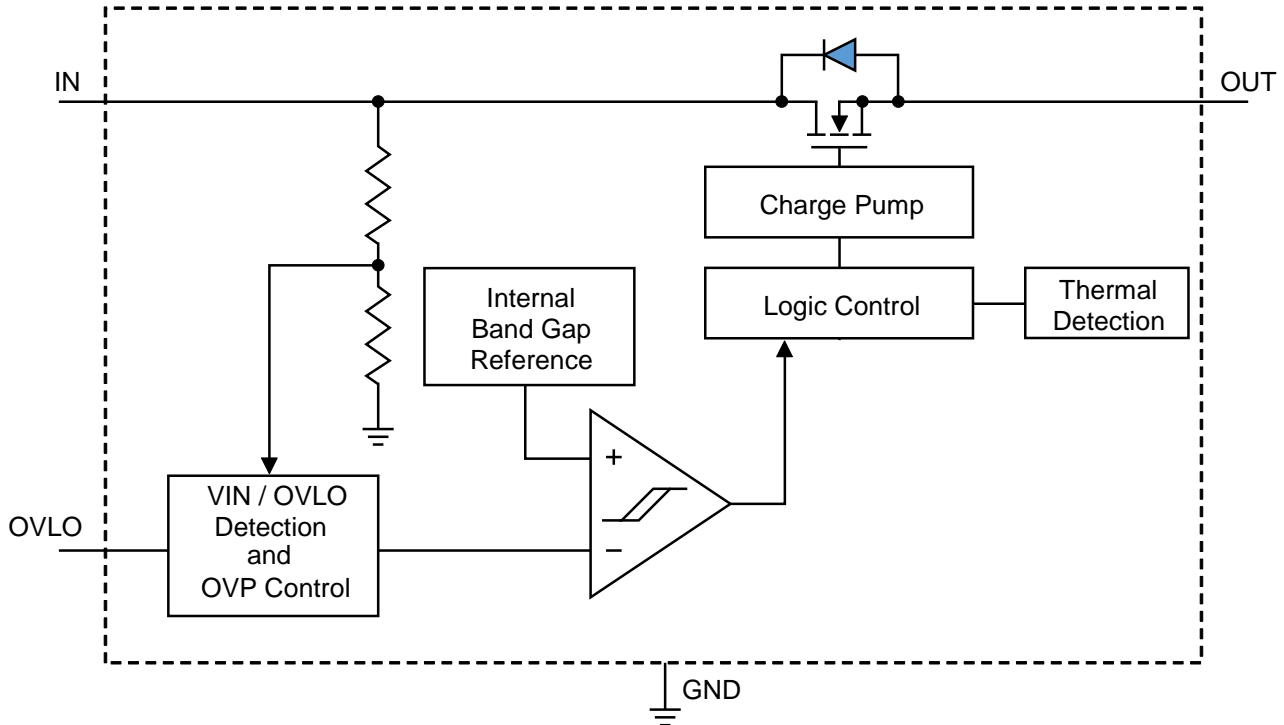 IN
OUT
Charge Pump
Internal
Band Gap
Reference
Logic Control
Thermal
Detection
+
−
OVLO
VIN / OVLO
Detection
and
OVP Control
GND